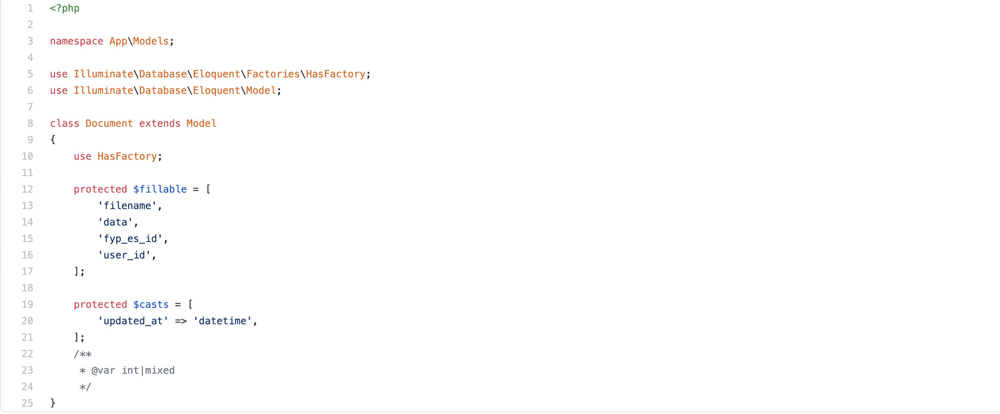 1 <?php
2
3 namespace App\Models;
4
5 use Illuminate\Database\Eloquent\Factories\HasFactory;
6 use Illuminate\Database\Eloquent\Model;
7
8 class Document extends Model
9 {
10     use HasFactory;
11
12     protected $fillable = [
13         'filename',
14         'data',
15         'fyp_es_id',
16         'user_id',
17     ];
18
19     protected $casts = [
20         'updated_at' => 'datetime',
21     ];
22     /**
23      * @var int|mixed
24      */
25 }